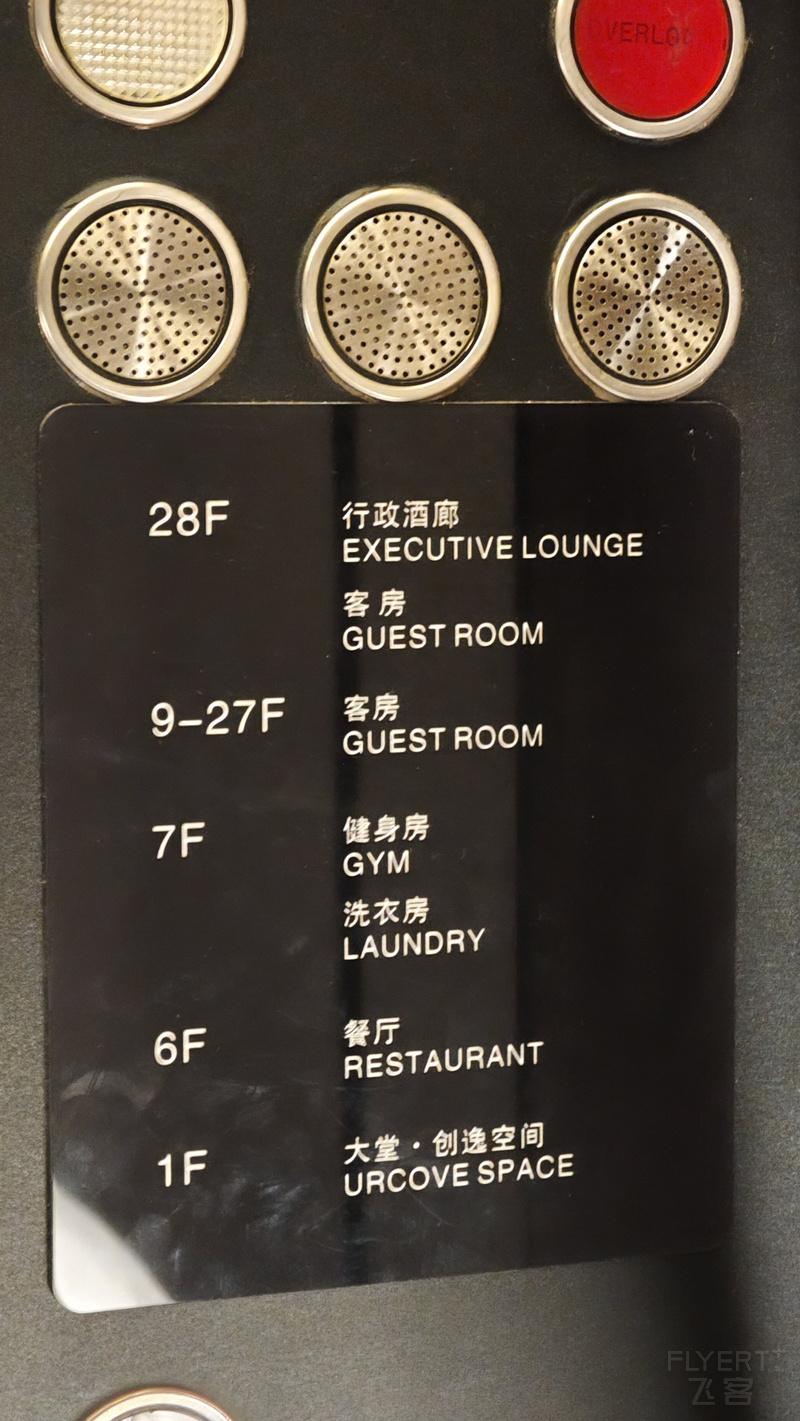 OVERLO
28F
行政酒廊
EXECUTIVE LOUNGE
客房
GUEST ROOM
9-27F
客房
GUEST ROOM
7F
健身房
GYM
洗衣房
LAUNDRY
6F
餐厅
RESTAURANT
1F
大堂·创逸空间
URCOVE SPACE
FLYERT
飞客